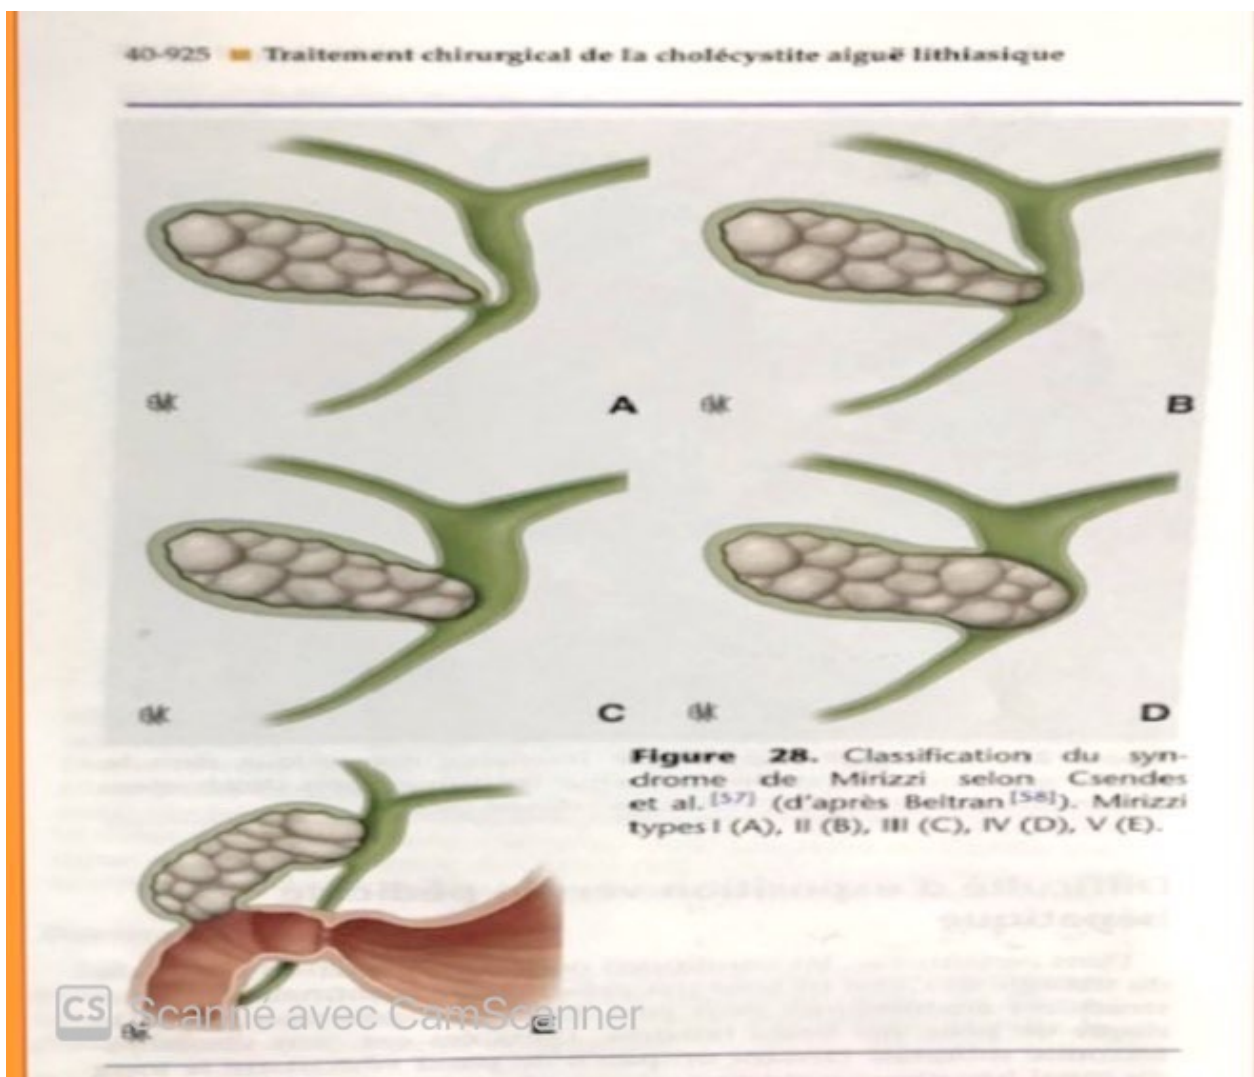 40-925 ■ Traitement chirurgical de la cholécystite aiguë lithiasique
A
B
C
D
Figure 28. Classification du syn-
drome de Mirizzi selon Csendes
et al. [57] (d'après Beltran [58]). Mirizzi
types I (A), II (B), III (C), IV (D), V (E).
E
CS Scanné avec CamScanner